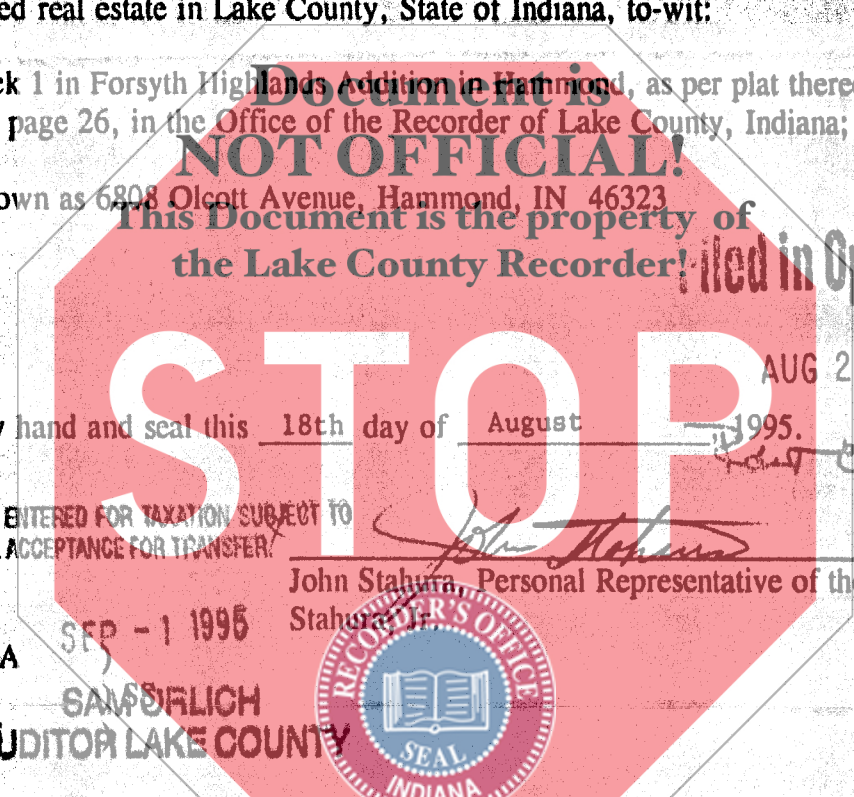 ed real estate in Lake County, State of Indiana, to-wit:
ck 1 in Forsyth Highlands Addition in Hammond, as per plat there
Document is
page 26, in the Office of the Recorder of Lake County, Indiana;
NOT OFFICIAL!
own as 6808 Olcott Avenue, Hammond, IN 46323
This Document is the property of
the Lake County Recorder!
Filed in Op
STOP
AUG 2
hand and seal this 18th day of August, 1995.
ENTERED FOR TAXATION SUBJECT TO
ACCEPTANCE FOR TRANSFER.
John Stahura
John Stahura, Personal Representative of th
Stahura, Jr.
SEP - 1 1995
A
SAM ORLICH
UDITOR LAKE COUNTY
RECORDER'S OFFICE
SEAL
INDIANA